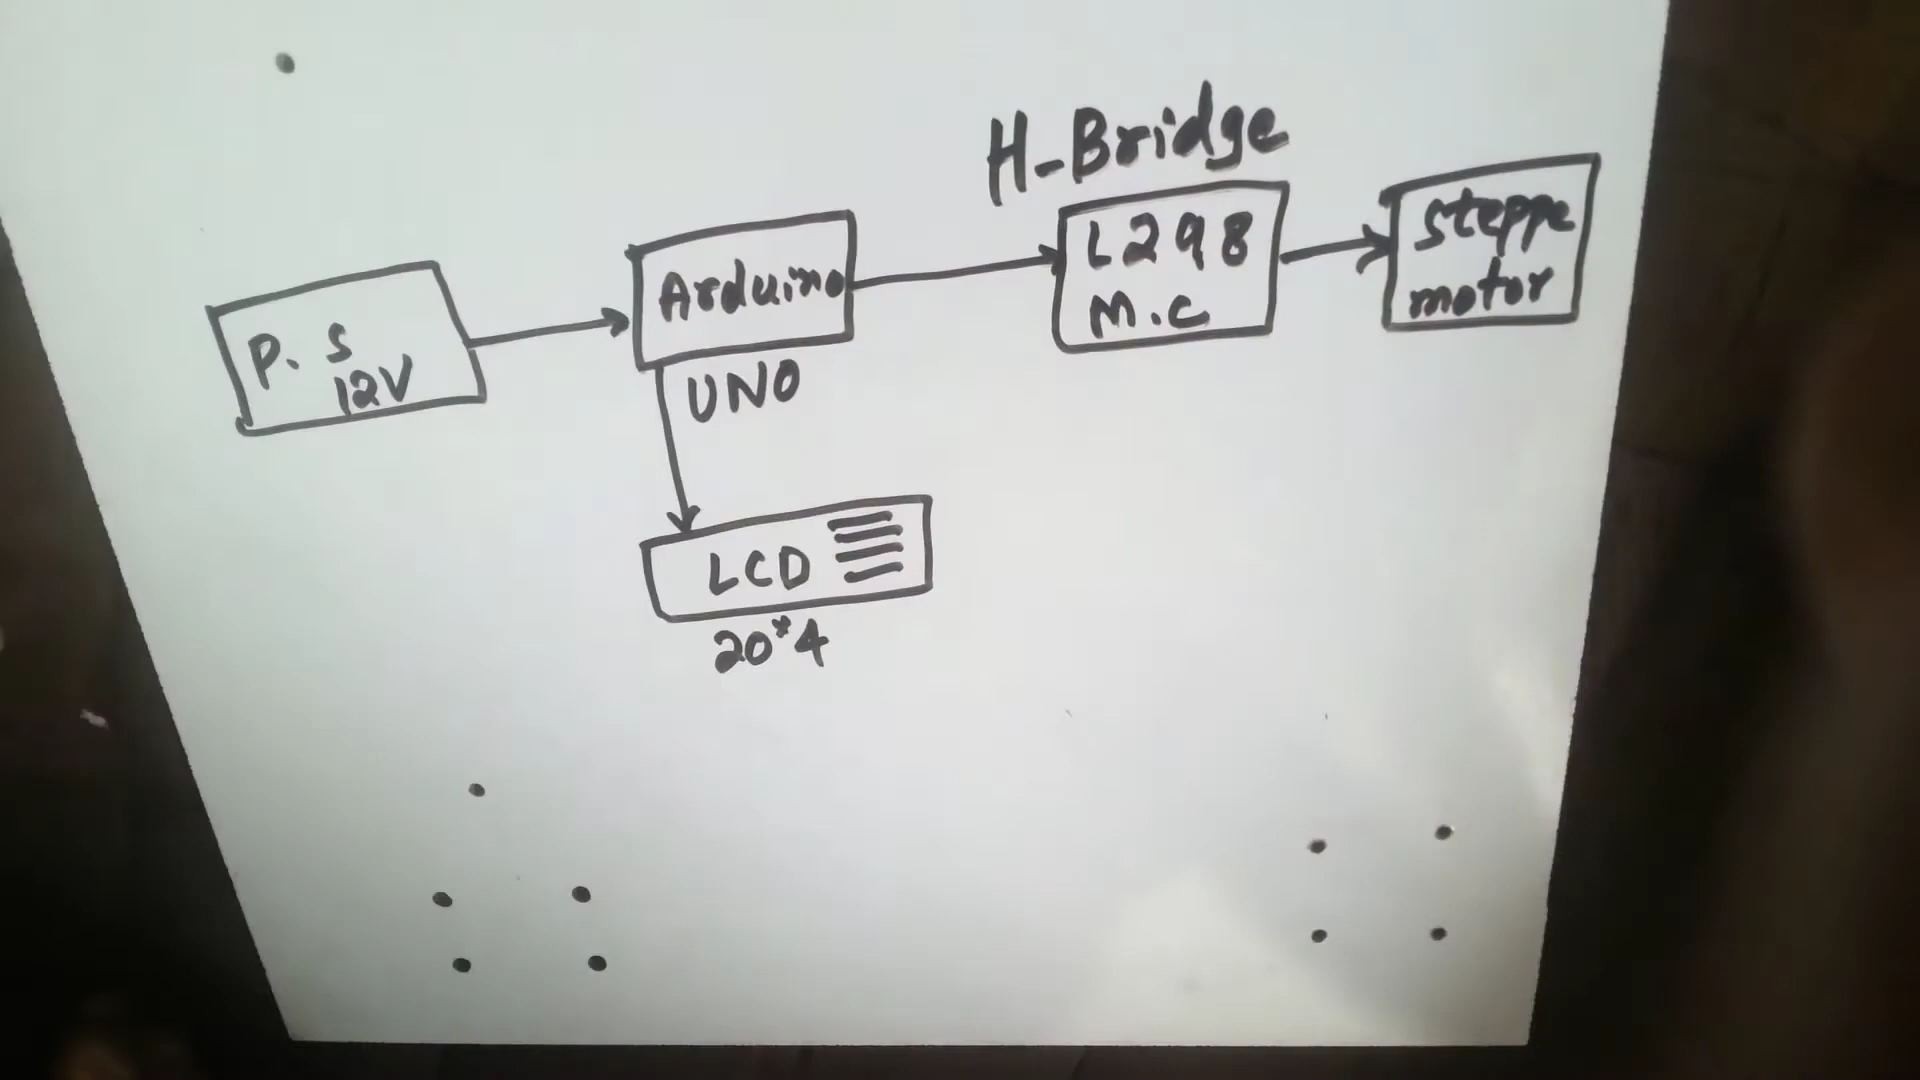 H-Bridge
P. S
12V
Arduino
UNO
L298
M.C
steppe
motor
LCD
20*4